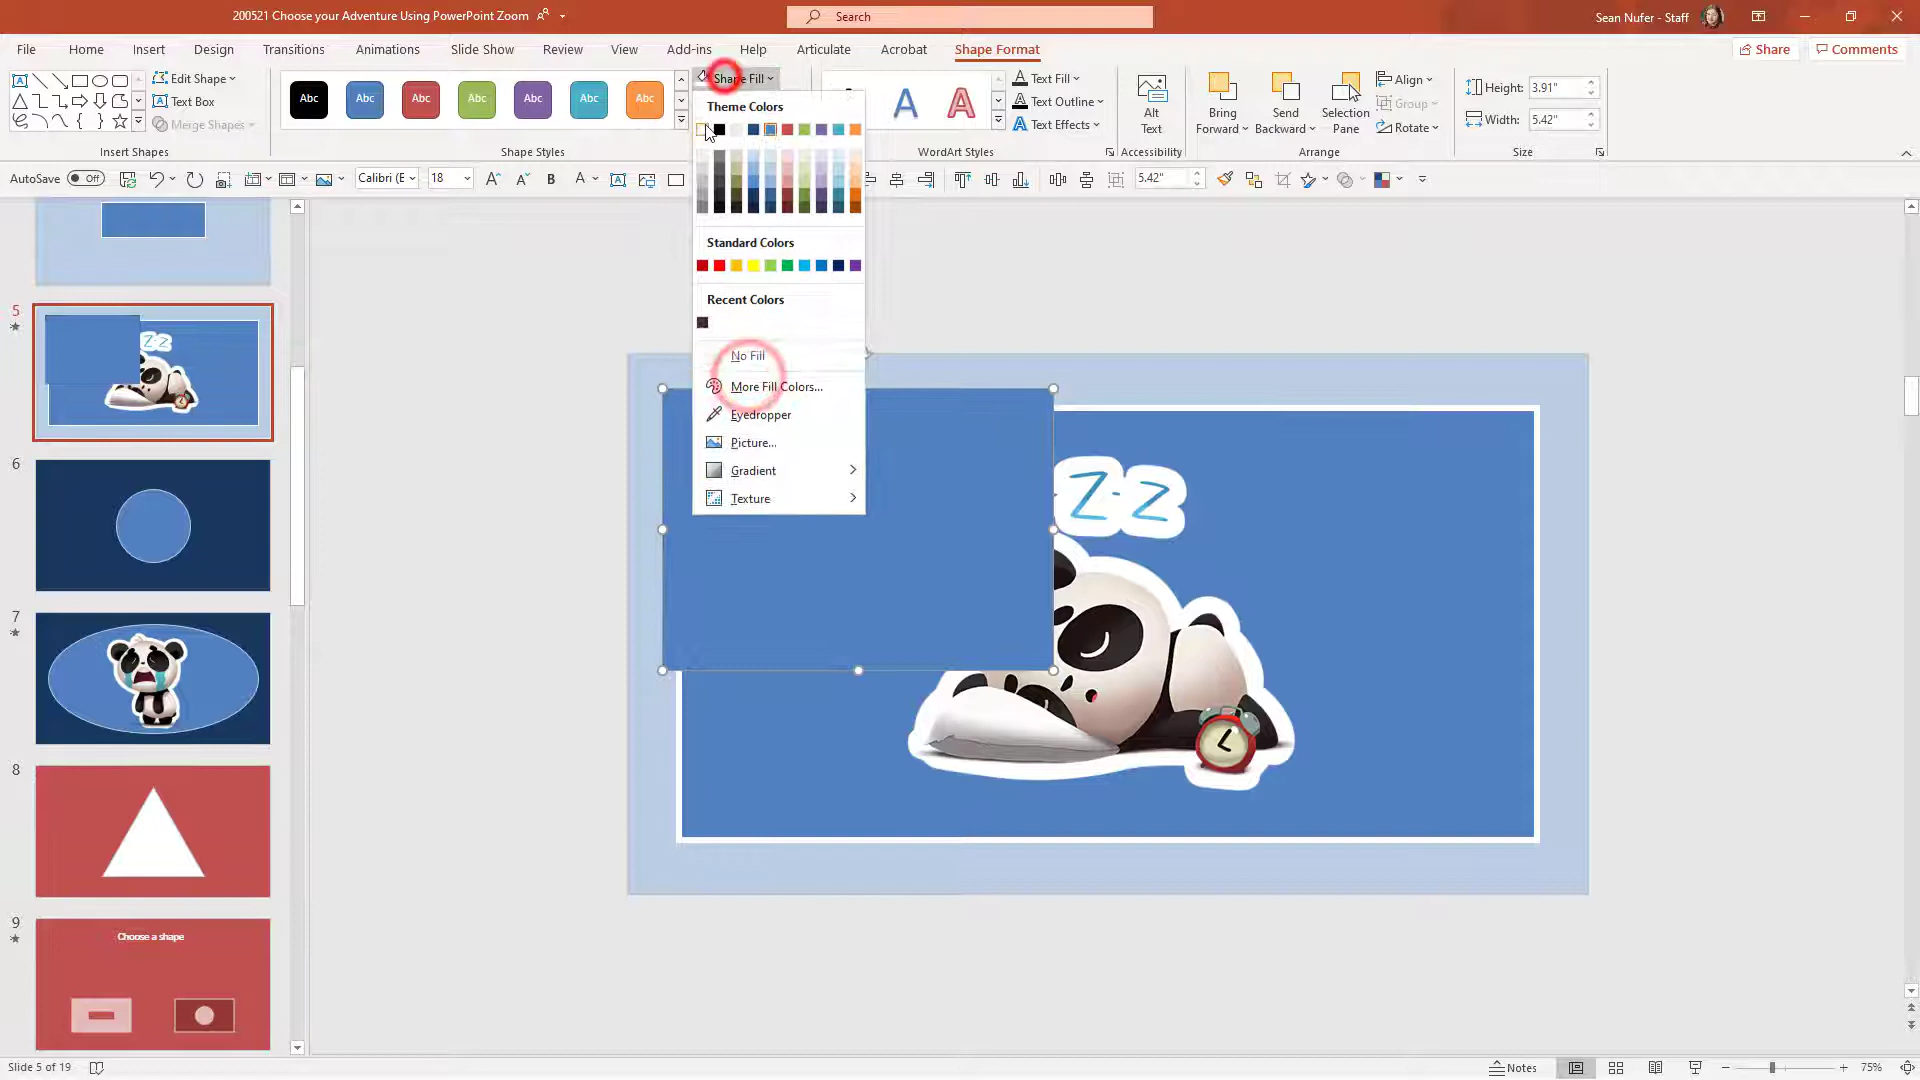 200521 Choose your Adventure Using PowerPoint Zoom
Search
Sean Nufer - Staff
File Home Insert Design Transitions Animations Slide Show Review View Add-ins Help Articulate Acrobat Shape Format
Share
Comments
Edit Shape
Text Box
Merge Shapes
Insert Shapes
Abc Abc Abc Abc Abc Abc Abc
Shape Styles
Shape Fill
Theme Colors
Standard Colors
Recent Colors
No Fill
More Fill Colors...
Eyedropper
Picture...
Gradient
Texture
A A
Text Fill
Text Outline
Text Effects
WordArt Styles
Alt Text
Accessibility
Bring Forward
Send Backward
Selection Pane
Align
Group
Rotate
Arrange
Height: 3.91"
Width: 5.42"
Size
AutoSave Off
Calibri (E
18
B
A
5.42"
5
Z-Z
6
7
8
9
Choose a shape
Z-Z
Slide 5 of 19
Notes
75%